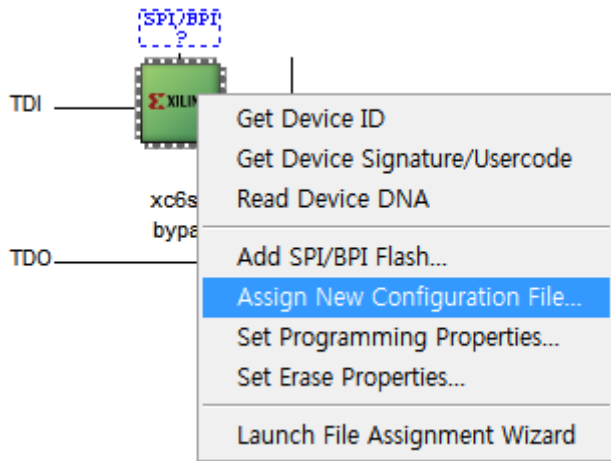 SPI/BPI
?
TDI
XILIN
xc6s
bypa
TDO
Get Device ID
Get Device Signature/Usercode
Read Device DNA
Add SPI/BPI Flash...
Assign New Configuration File...
Set Programming Properties...
Set Erase Properties...
Launch File Assignment Wizard